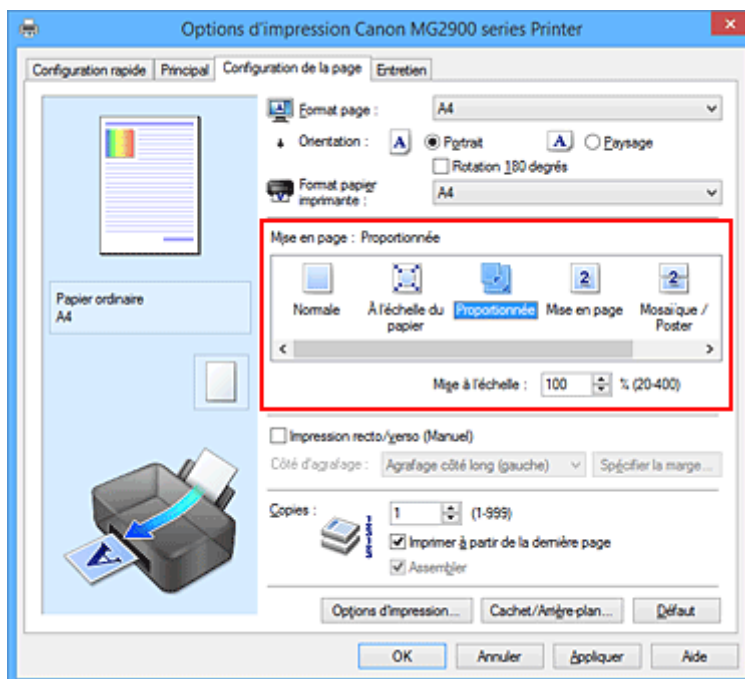 Options d'impression Canon MG2900 series Printer
Configuration rapide Principal Configuration de la page Entretien
Format page : A4
Orientation : A Portrait A Paysage
Rotation 180 degrés
Format papier imprimante : A4
Mise en page : Proportionnée
Normale
À l'échelle du papier
Proportionnée
2
Mise en page
2
Mosaïque / Poster
Mise à l'échelle : 100 % (20-400)
Papier ordinaire
A4
Impression recto/verso (Manuel)
Côté d'agrafage : Agrafage côté long (gauche) Spécifier la marge...
Copies : 1 (1-999)
Imprimer à partir de la dernière page
Assembler
A
Options d'impression... Cachet/Arrière-plan... Défaut
OK Annuler Appliquer Aide